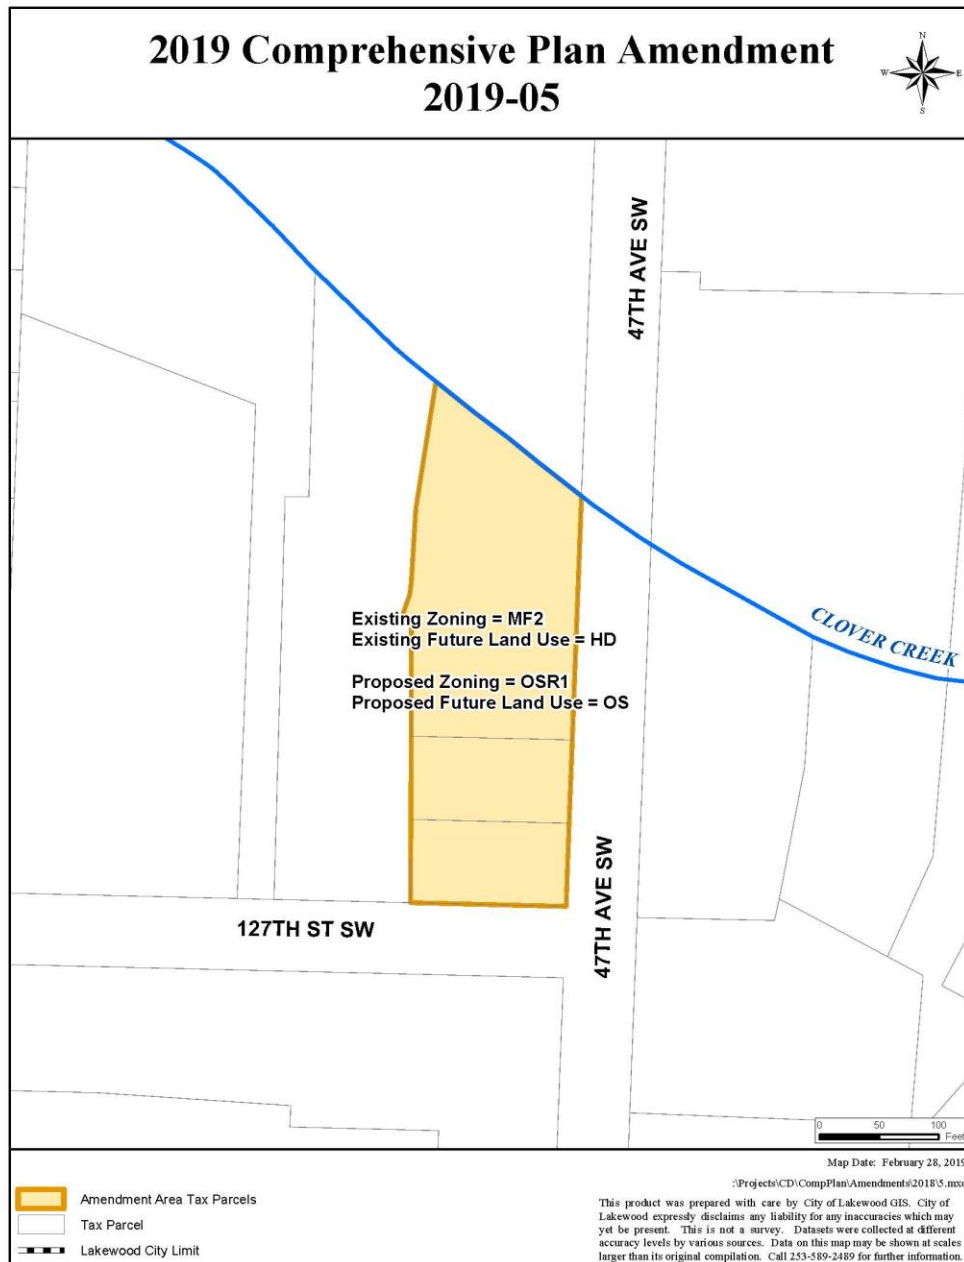 2019 Comprehensive Plan Amendment
2019-05
N
W
E
S
47TH AVE SW
Existing Zoning = MF2
Existing Future Land Use = HD
Proposed Zoning = OSR1
Proposed Future Land Use = OS
CLOVER CREEK
127TH ST SW
47TH AVE SW
0 50 100
Feet
Map Date: February 28, 2019
:\Projects\CD\CompPlan\Amendments\2018\5.mxd
Amendment Area Tax Parcels
Tax Parcel
Lakewood City Limit
This product was prepared with care by City of Lakewood GIS. City of
Lakewood expressly disclaims any liability for any inaccuracies which may
yet be present. This is not a survey. Datasets were collected at different
accuracy levels by various sources. Data on this map may be shown at scales
larger than its original compilation. Call 253-589-2489 for further information.